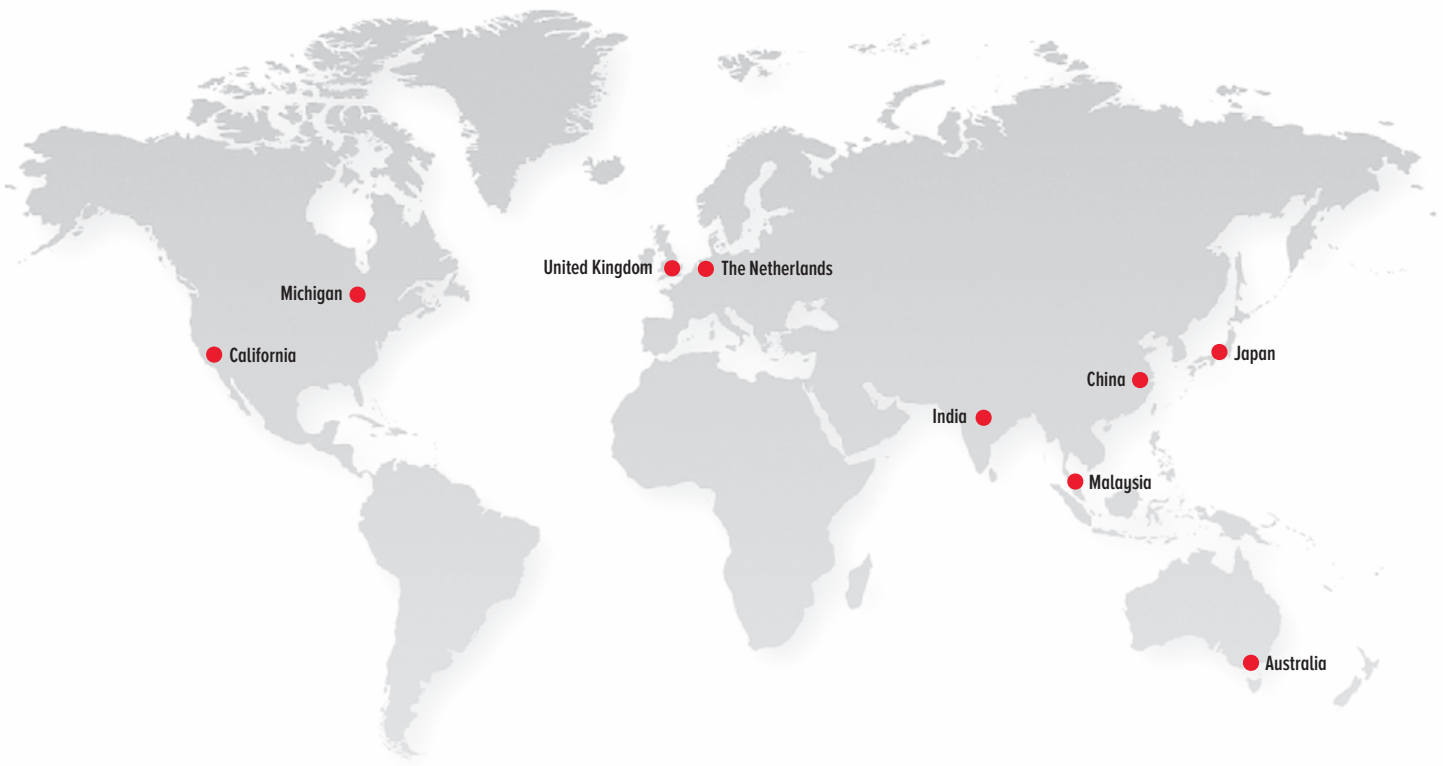 United Kingdom
The Netherlands
Michigan
California
Japan
China
India
Malaysia
Australia